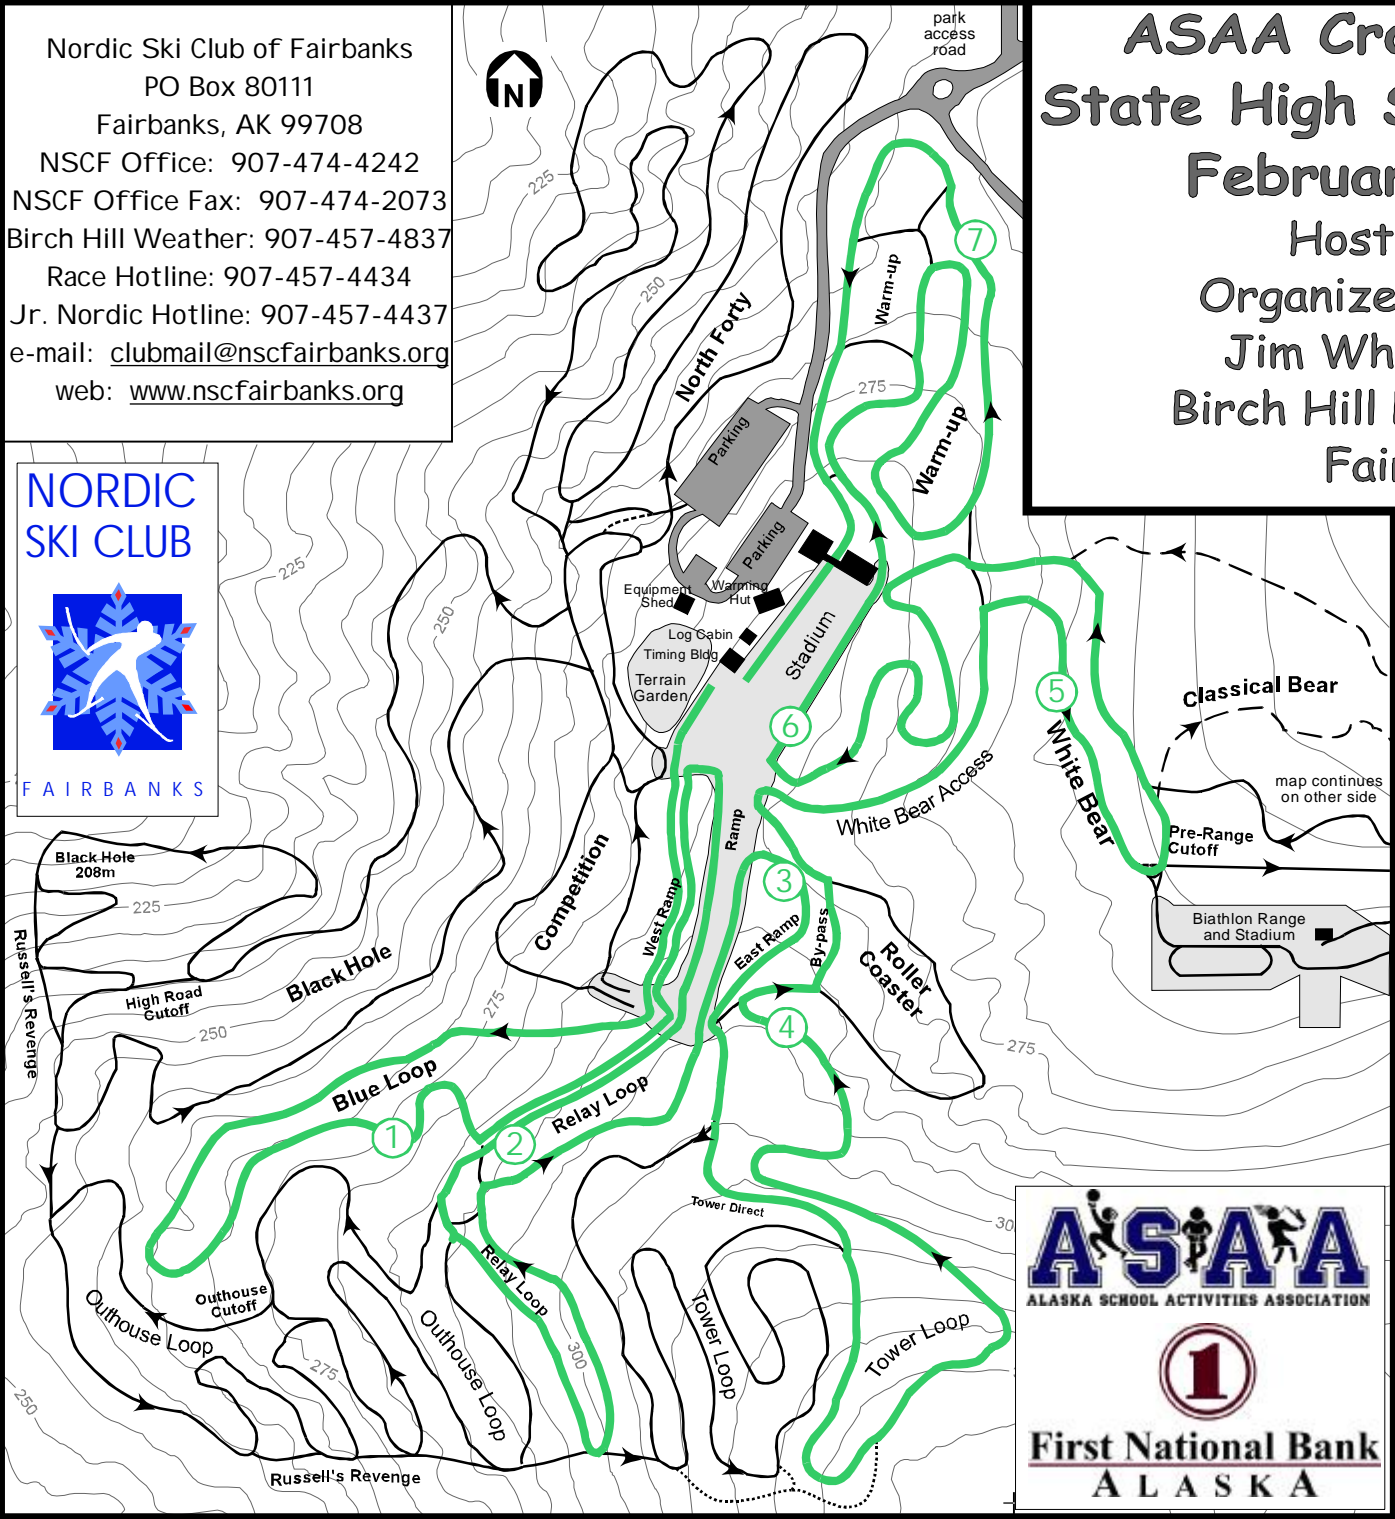 Nordic Ski Club of Fairbanks
PO Box 80111
Fairbanks, AK 99708
NSCF Office: 907-474-4242
NSCF Office Fax: 907-474-2073
Birch Hill Weather: 907-457-4837
Race Hotline: 907-457-4434
Jr. Nordic Hotline: 907-457-4437
e-mail: clubmail@nscfairbanks.org
web: www.nscfairbanks.org
N
park
access
road
ASAA Cro
State High S
Februar
Host
Organize
Jim Wh
Birch Hill
Fair
NORDIC
SKI CLUB
FAIRBANKS
225
250
North Forty
Warm-up
7
275
Warm-up
Parking
Parking
225
250
Equipment
Shed
Warming
Hut
Log Cabin
Timing Bldg
Terrain
Garden
Stadium
6
5
White Bear
Classical Bear
map continues
on other side
White Bear Access
Pre-Range
Cutoff
Biathlon Range
and Stadium
Ramp
West Ramp
3
East Ramp
By-pass
Roller
Coaster
4
275
Competition
Black Hole
208m
225
Russell's Revenge
High Road
Cutoff
Black Hole
250
275
Blue Loop
1
2
Relay Loop
Tower Direct
30
Relay Loop
300
Outhouse
Cutoff
Outhouse Loop
275
Outhouse Loop
Tower Loop
Tower Loop
250
Russell's Revenge
ASAA
ALASKA SCHOOL ACTIVITIES ASSOCIATION
1
First National Bank
ALASKA